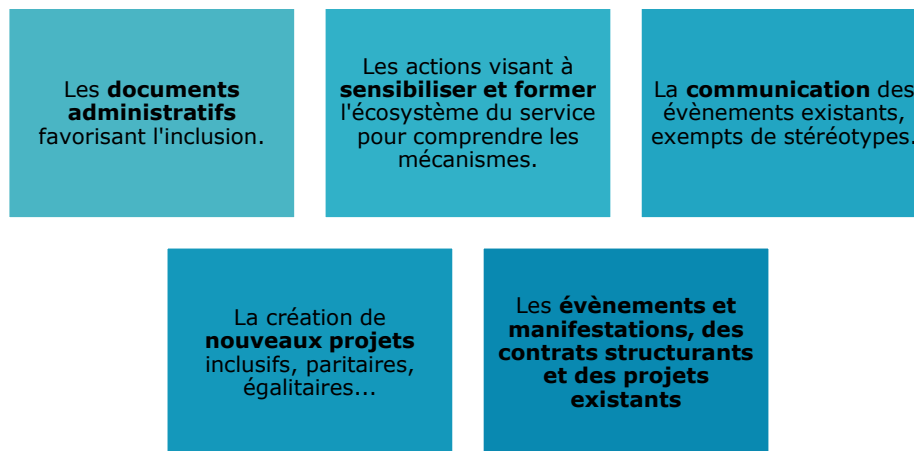 Les documents
administratifs
favorisant l'inclusion.
Les actions visant à
sensibiliser et former
l'écosystème du service
pour comprendre les
mécanismes.
La communication des
évènements existants,
exempts de stéréotypes.
La création de
nouveaux projets
inclusifs, paritaires,
égalitaires…
Les évènements et
manifestations, des
contrats structurants
et des projets
existants